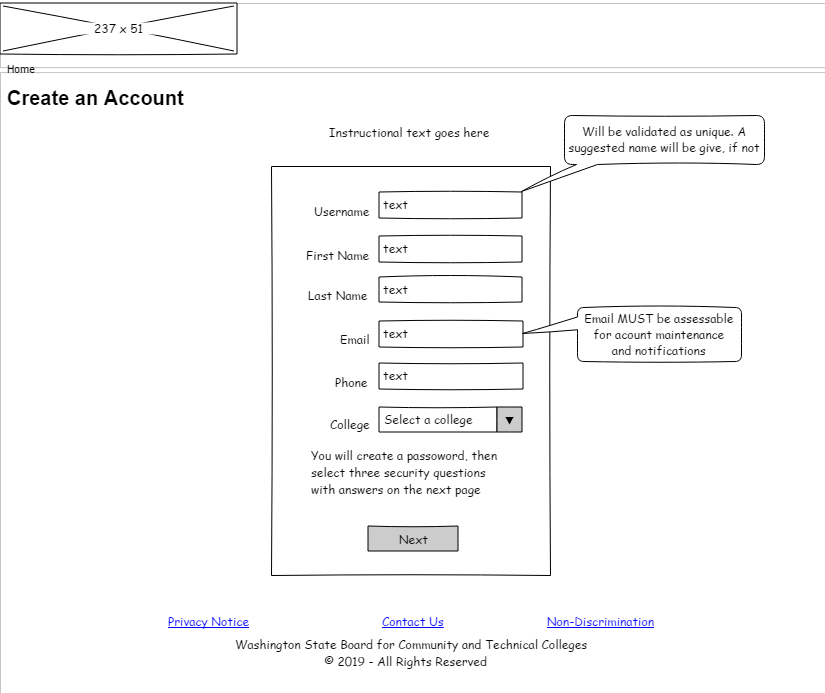 237 x 51
Home
Create an Account
Instructional text goes here
Will be validated as unique. A
suggested name will be give, if not
Username text
First Name text
Last Name text
Email text
Email MUST be assessable
for acount maintenance
and notifications
Phone text
College Select a college ▼
You will create a passoword, then
select three security questions
with answers on the next page
Next
Privacy Notice Contact Us Non-Discrimination
Washington State Board for Community and Technical Colleges
© 2019 - All Rights Reserved